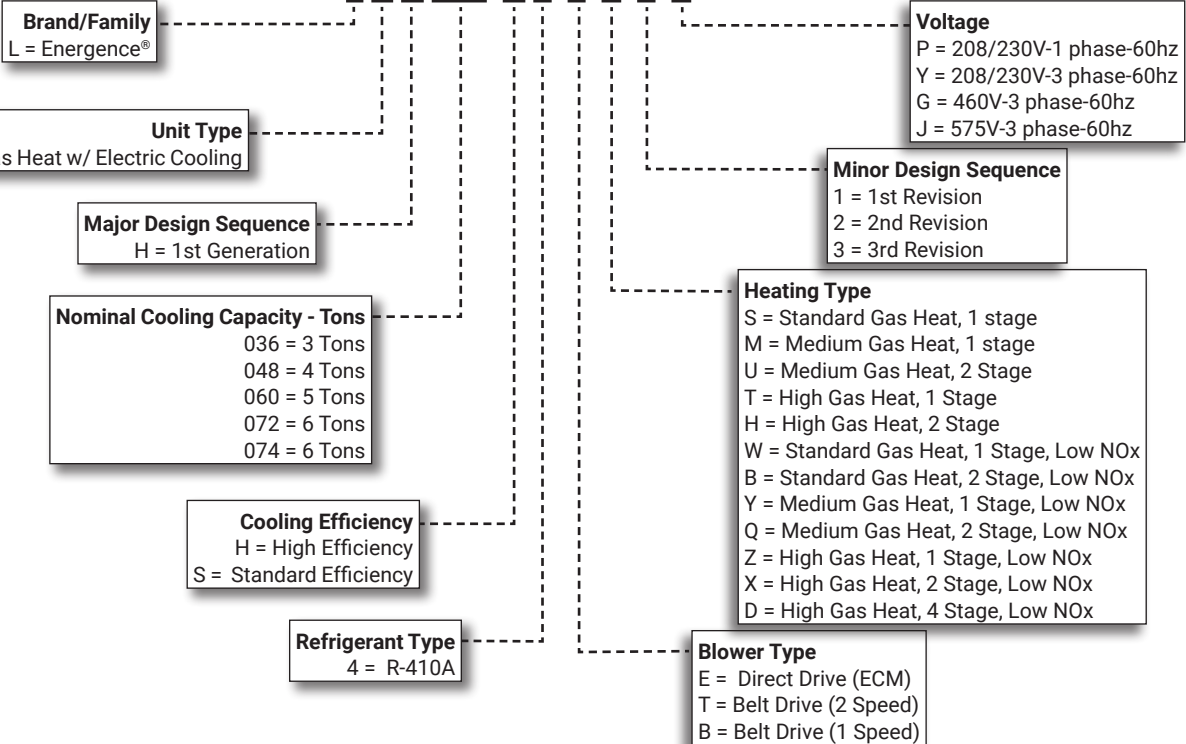 Brand/Family
L = Energence®
Unit Type
Heat w/ Electric Cooling
Major Design Sequence
H = 1st Generation
Nominal Cooling Capacity - Tons
036 = 3 Tons
048 = 4 Tons
060 = 5 Tons
072 = 6 Tons
074 = 6 Tons
Cooling Efficiency
H = High Efficiency
S = Standard Efficiency
Refrigerant Type
4 = R-410A
Voltage
P = 208/230V-1 phase-60hz
Y = 208/230V-3 phase-60hz
G = 460V-3 phase-60hz
J = 575V-3 phase-60hz
Minor Design Sequence
1 = 1st Revision
2 = 2nd Revision
3 = 3rd Revision
Heating Type
S = Standard Gas Heat, 1 stage
M = Medium Gas Heat, 1 stage
U = Medium Gas Heat, 2 Stage
T = High Gas Heat, 1 Stage
H = High Gas Heat, 2 Stage
W = Standard Gas Heat, 1 Stage, Low NOx
B = Standard Gas Heat, 2 Stage, Low NOx
Y = Medium Gas Heat, 1 Stage, Low NOx
Q = Medium Gas Heat, 2 Stage, Low NOx
Z = High Gas Heat, 1 Stage, Low NOx
X = High Gas Heat, 2 Stage, Low NOx
D = High Gas Heat, 4 Stage, Low NOx
Blower Type
E = Direct Drive (ECM)
T = Belt Drive (2 Speed)
B = Belt Drive (1 Speed)